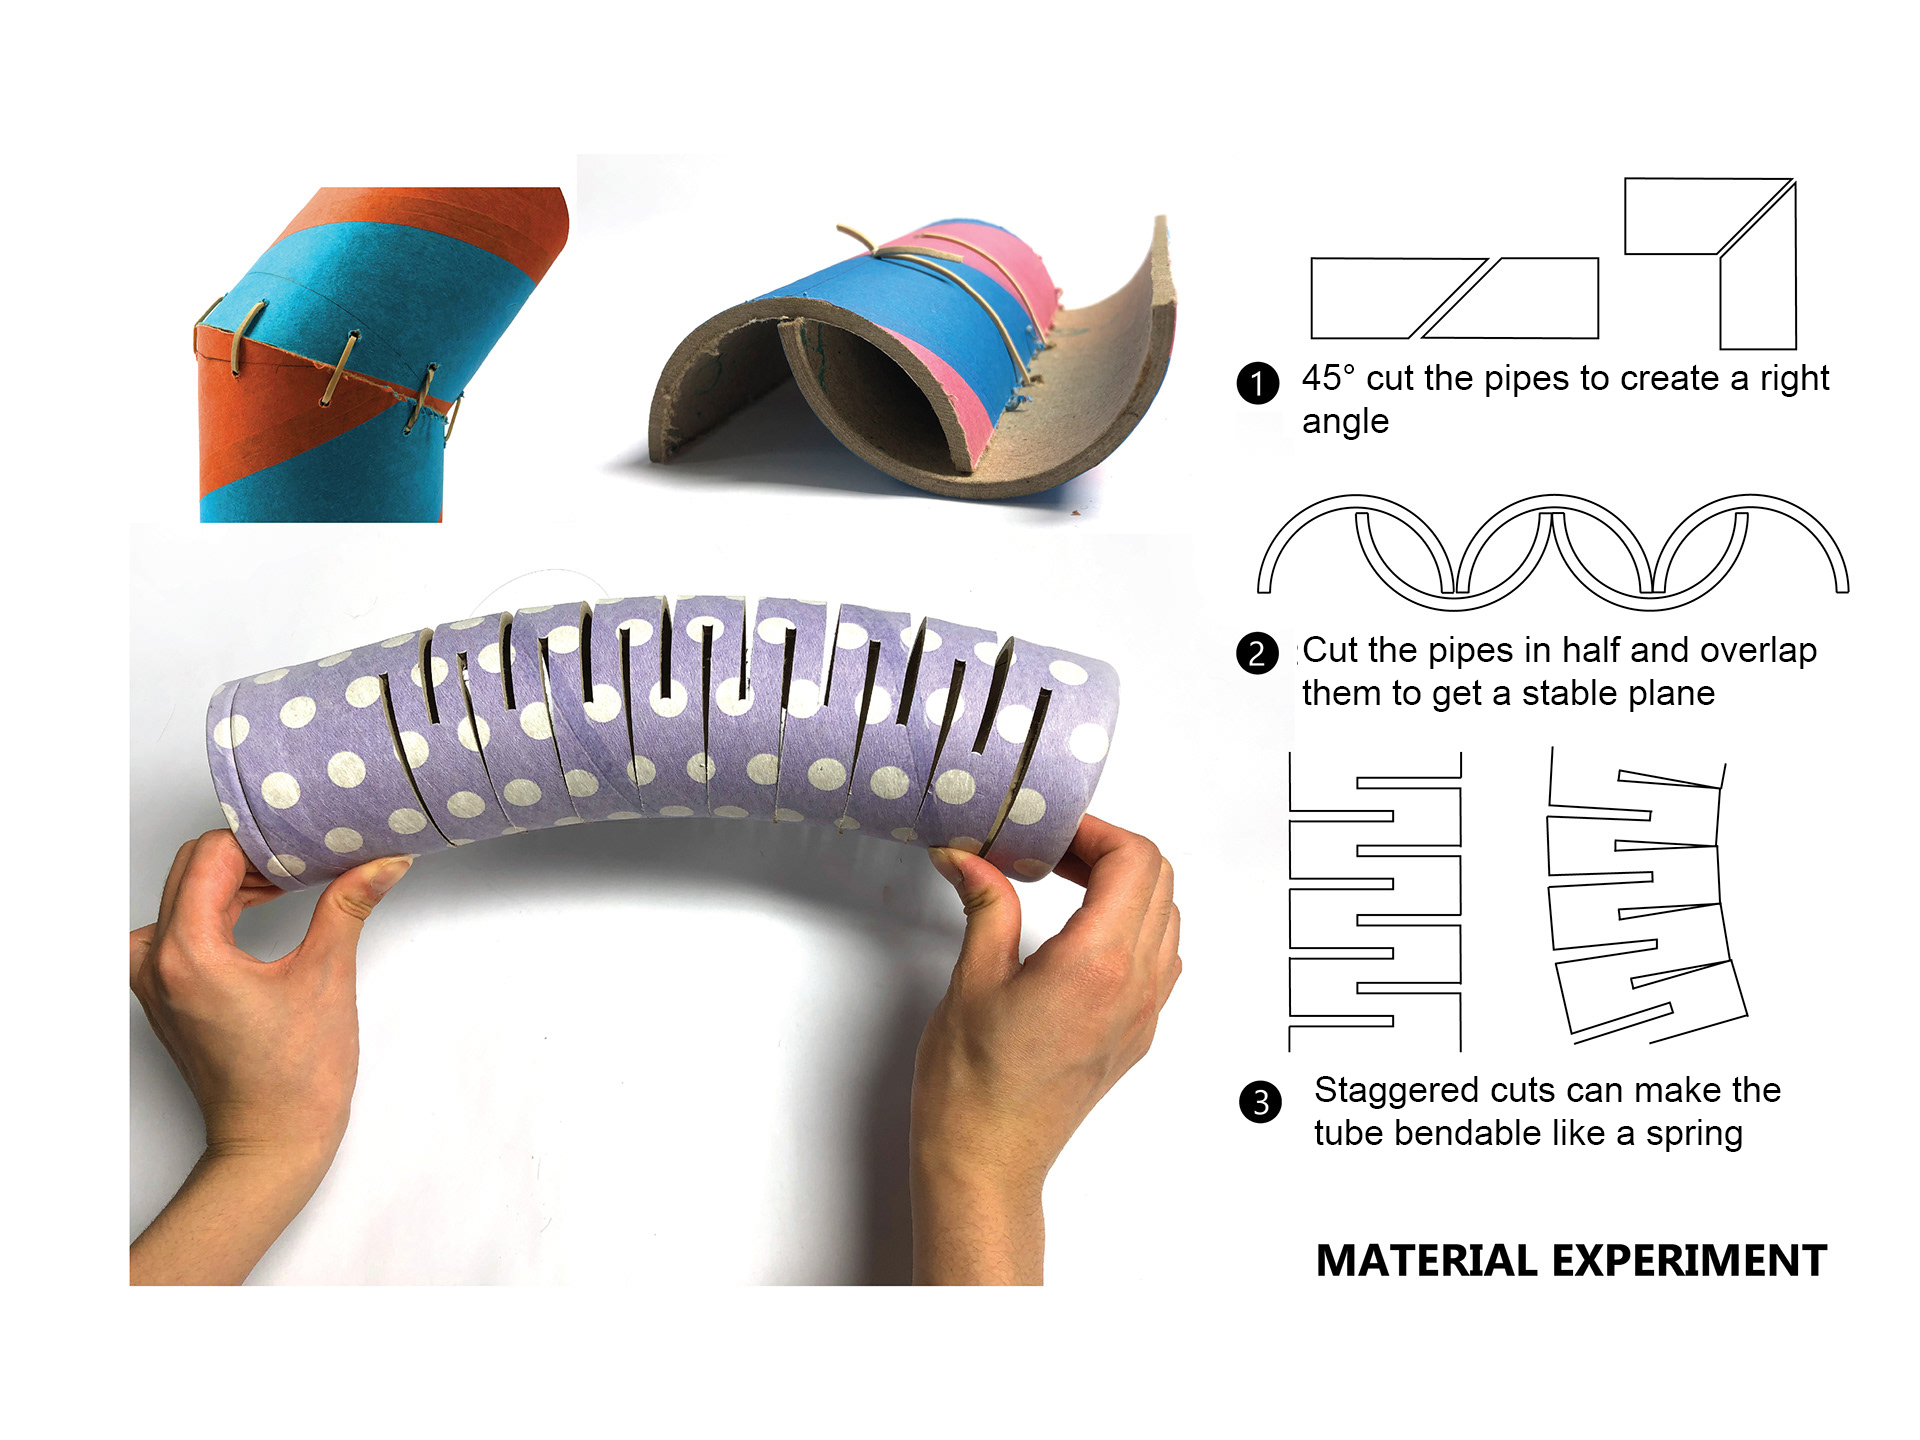 1 45° cut the pipes to create a right
angle
2 Cut the pipes in half and overlap
them to get a stable plane
3 Staggered cuts can make the
tube bendable like a spring
MATERIAL EXPERIMENT